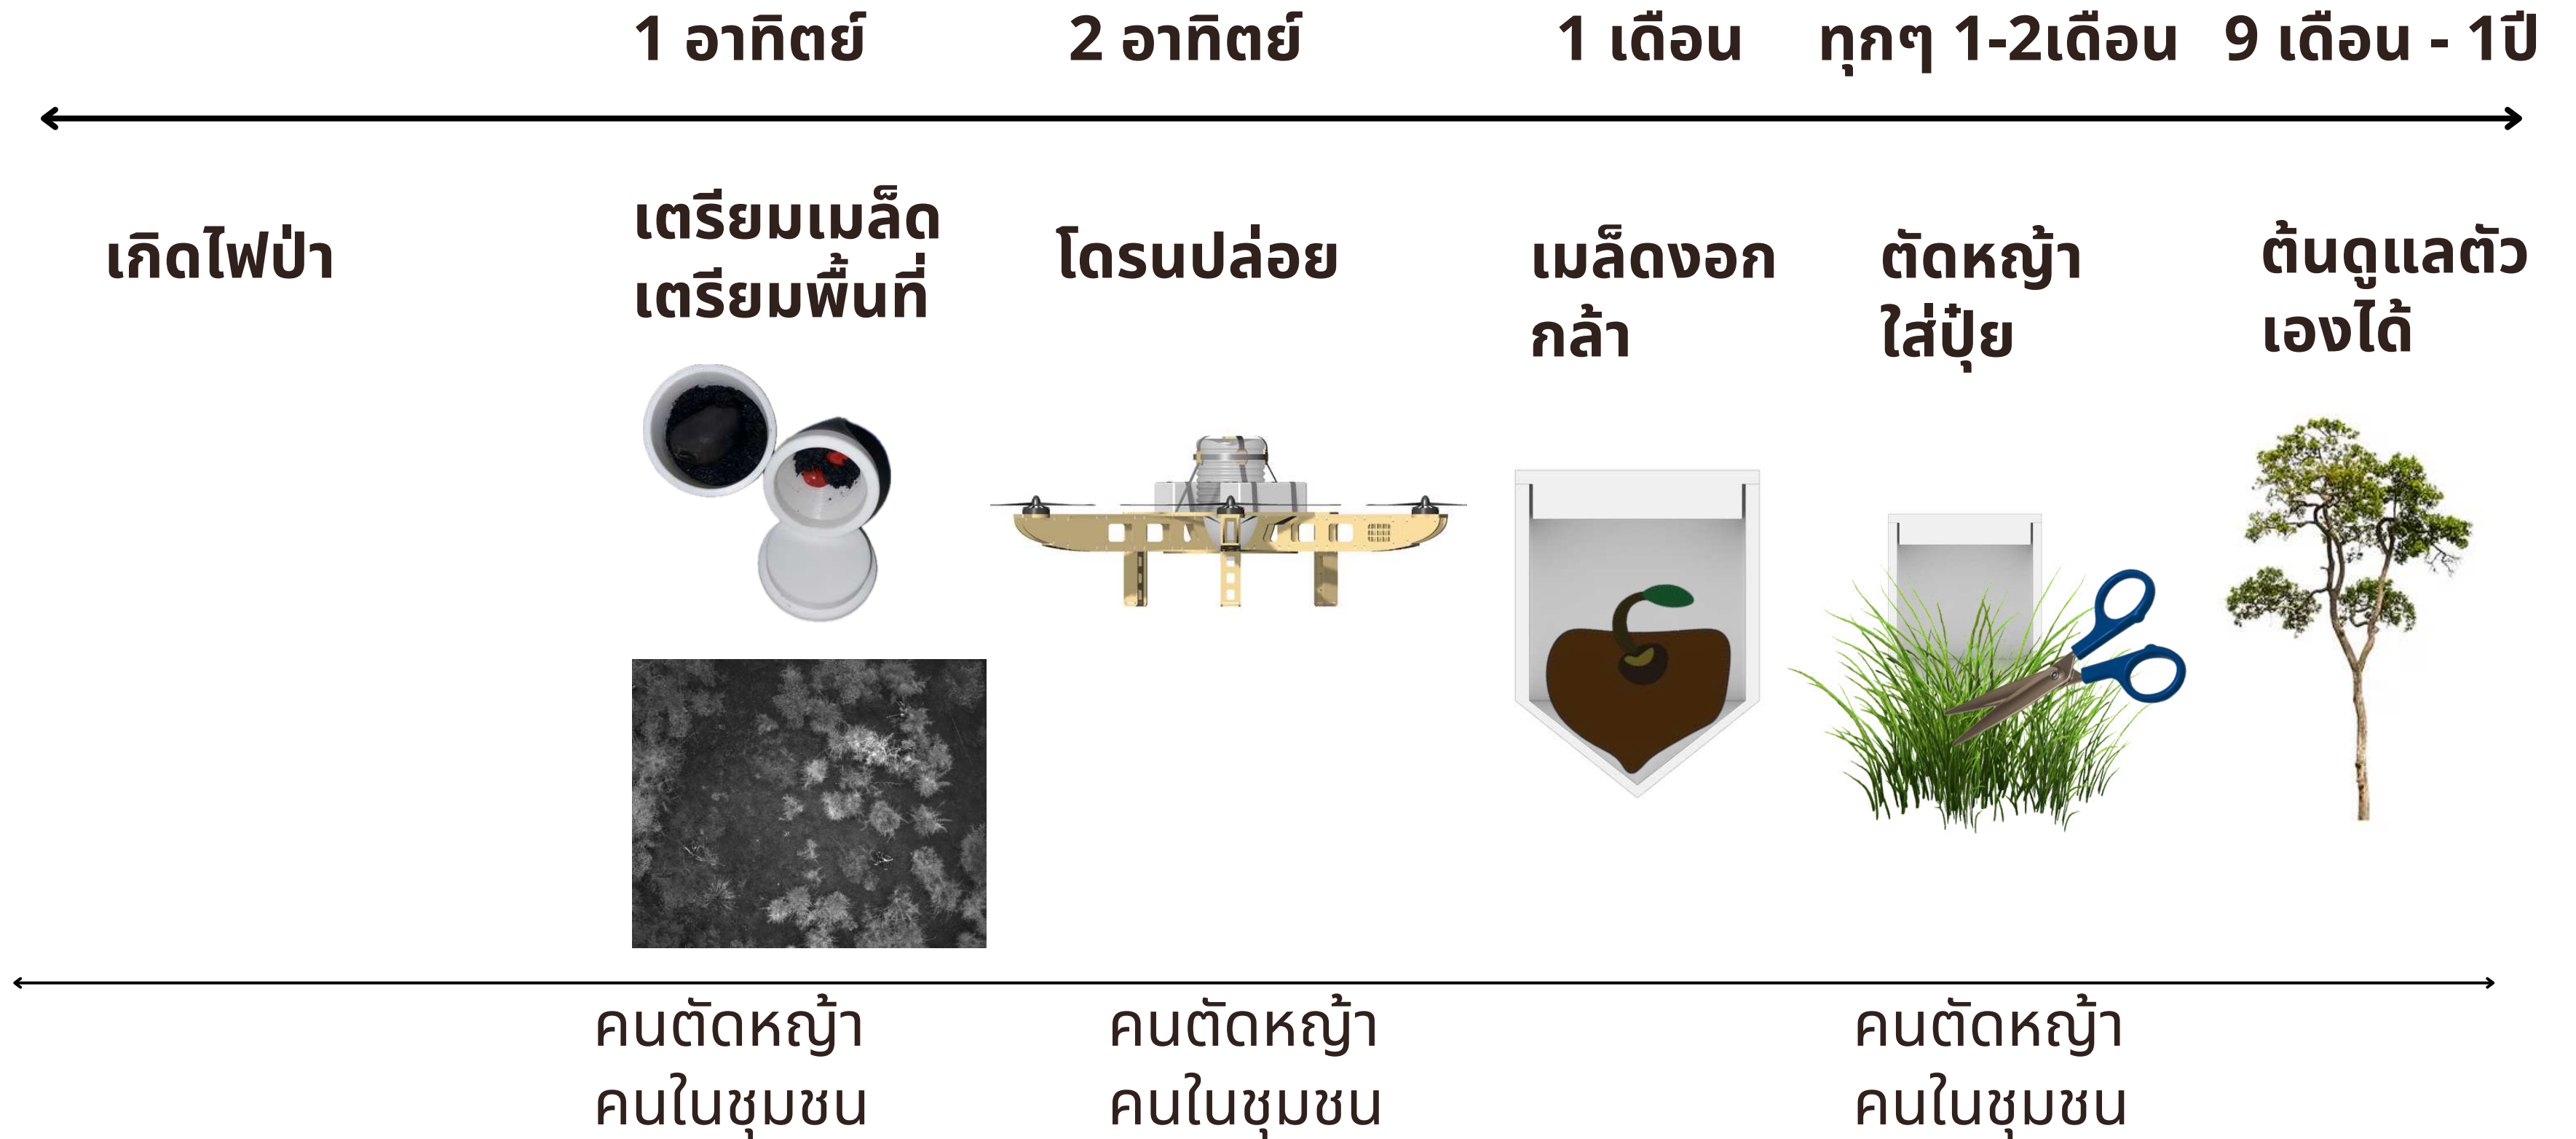 1 อาทิตย์ 2 อาทิตย์ 1 เดือน ทุกๆ 1-2เดือน 9 เดือน - 1ปี
เกิดไฟป่า
เตรียมเมล็ด
เตรียมพื้นที่
โดรนปล่อย
เมล็ดงอก
กล้า
ตัดหญ้า
ใส่ปุ๋ย
ต้นดูแลตัว
เองได้
คนตัดหญ้า
คนในชุมชน
คนตัดหญ้า
คนในชุมชน
คนตัดหญ้า
คนในชุมชน